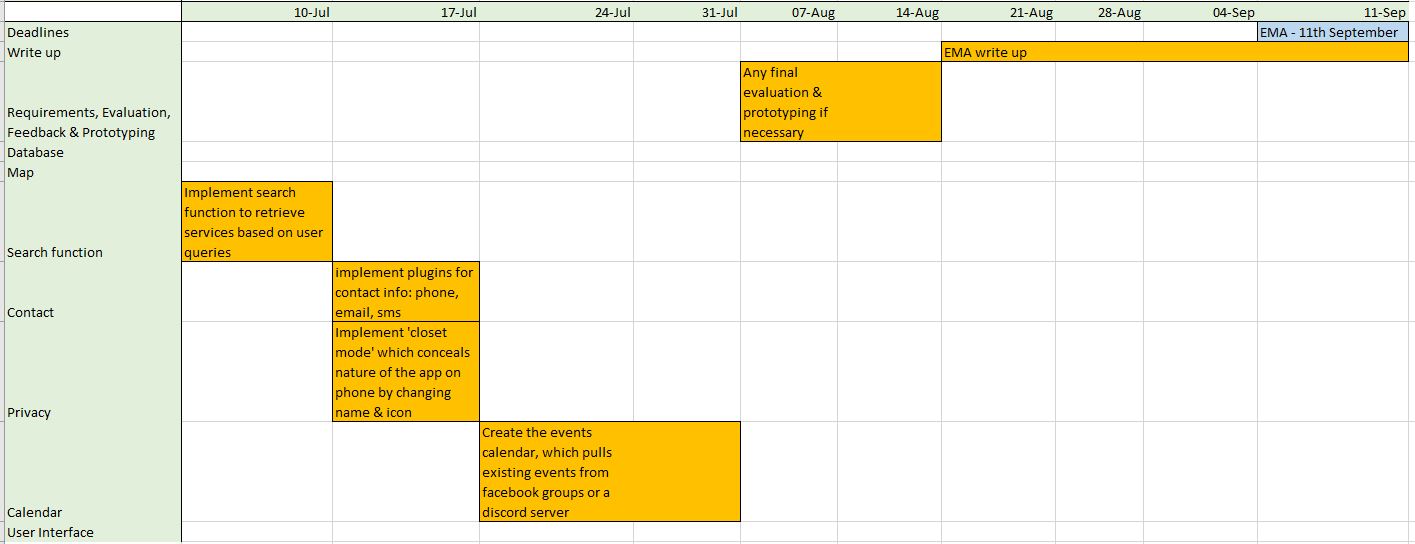 10-Jul 17-Jul 24-Jul 31-Jul 07-Aug 14-Aug 21-Aug 28-Aug 04-Sep 11-Sep
Deadlines
EMA - 11th September
Write up
EMA write up
Any final
evaluation &
prototyping if
necessary
Requirements, Evaluation,
Feedback & Prototyping
Database
Map
Implement search
function to retrieve
services based on user
queries
Search function
implement plugins for
contact info: phone,
email, sms
Contact
Implement 'closet
mode' which conceals
nature of the app on
phone by changing
name & icon
Privacy
Create the events
calendar, which pulls
existing events from
facebook groups or a
discord server
Calendar
User Interface